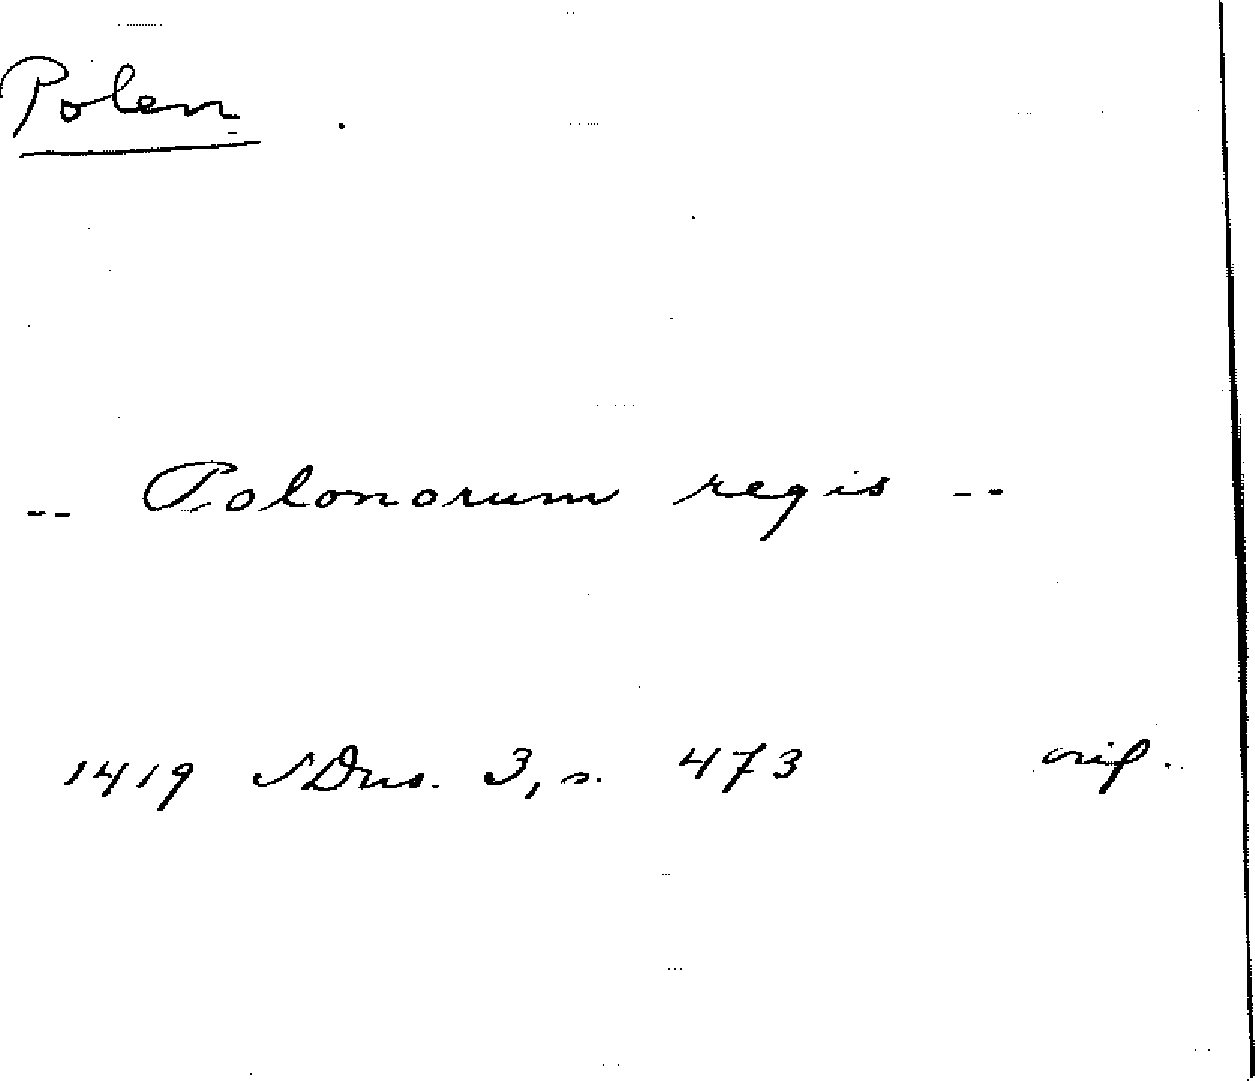 Polen
-- Polonorum regis --
1419 SDns. 3, s. 473 orig.